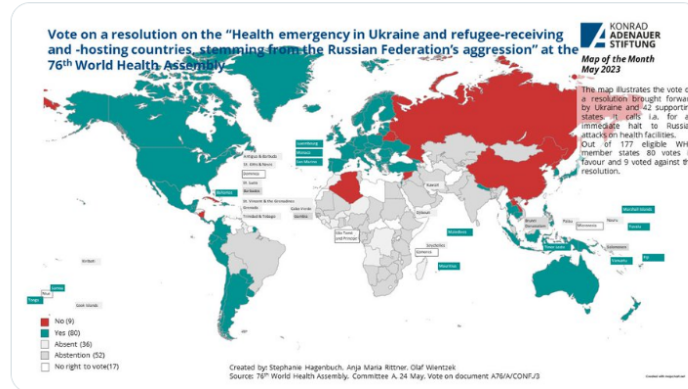 Vote on a resolution on the “Health emergency in Ukraine and refugee-receiving
and -hosting countries, stemming from the Russian Federation’s aggression” at the
76th World Health Assembly
KONRAD
ADENAUER
STIFTUNG
Map of the Month
May 2023
The map illustrates the vote
a resolution brought forwar
by Ukraine and 42 supportin
states. It calls i.a. for a
immediate halt to Russia
attacks on health facilities.
Out of 177 eligible WH
member states 80 votes i
favour and 9 voted against th
resolution.
Luxembourg
Monaco
San Marino
Antigua & Barbuda
St. Kitts & Nevis
Dominica
St. Lucia
Barbados
St. Vincent & the Grenadines
Grenada
Trinidad & Tobago
Bahamas
Cabo Verde
Gambia
São Tomé
and Príncipe
Kuwait
Djibouti
Maldives
Seychelles
Comoros
Mauritius
Brunei
Darussalam
Palau
Micronesia
Nauru
Marshall Islands
Tuvalu
Timor-Leste
Solomonen
Vanuatu
Fiji
Kiribati
Samoa
Niue
Tonga
Cook Islands
No (9)
Yes (80)
Absent (36)
Abstention (52)
No right to vote(17)
Created by: Stephanie Hagenbuch, Anja Maria Rittner, Olaf Wientzek
Source: 76th World Health Assembly, Committee A, 24 May, Vote on document A76/A/CONF./3